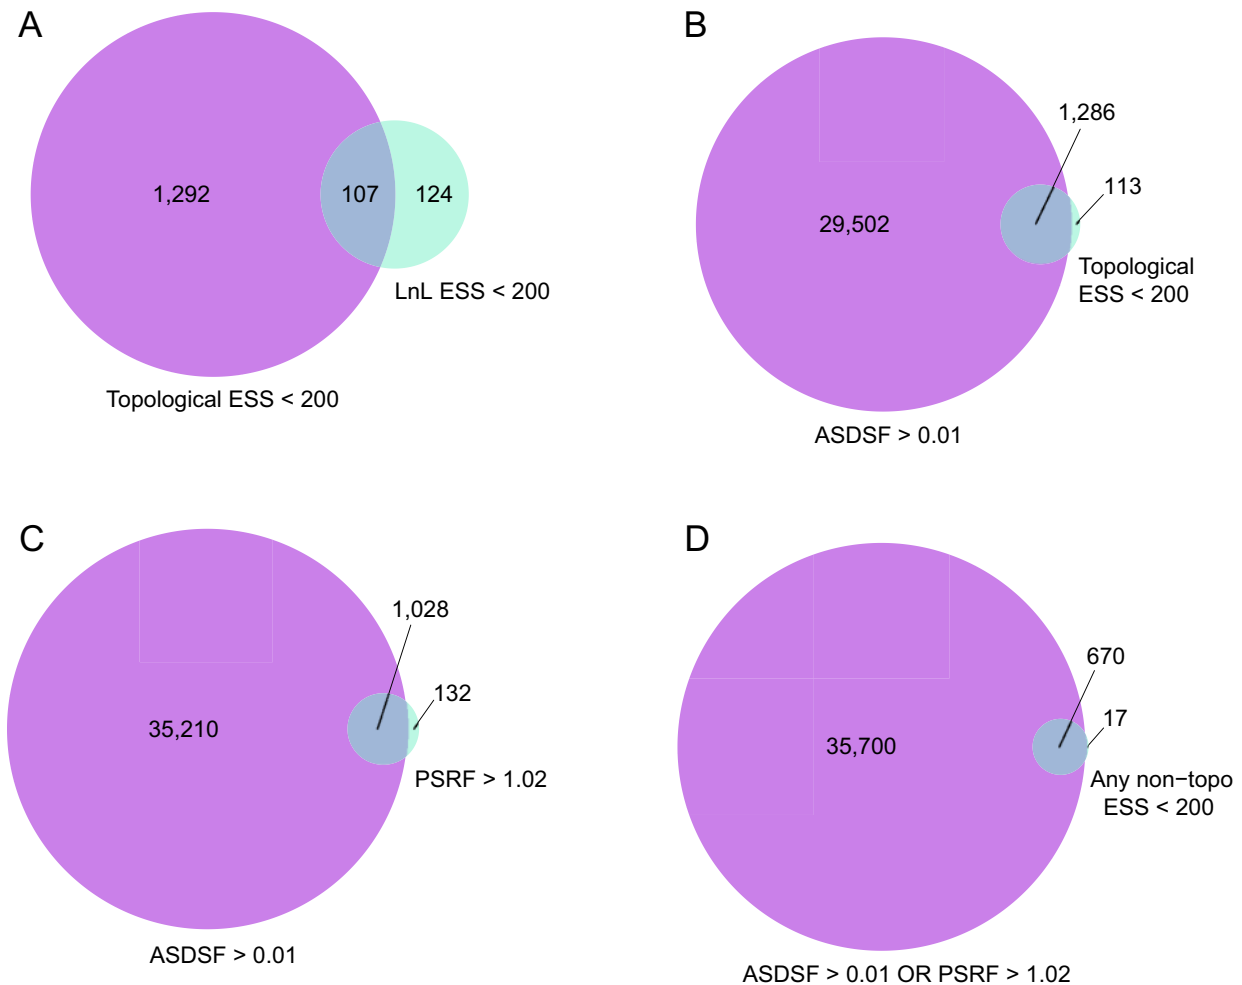 A
1,292
107
124
LnL ESS < 200
Topological ESS < 200
B
1,286
113
29,502
Topological
ESS < 200
ASDSF > 0.01
C
1,028
132
35,210
PSRF > 1.02
ASDSF > 0.01
D
670
17
35,700
Any non−topo
ESS < 200
ASDSF > 0.01 OR PSRF > 1.02